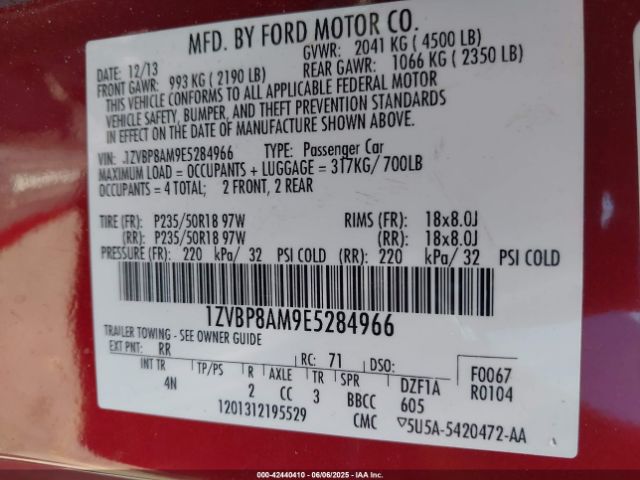 MFD. BY FORD MOTOR CO.
DATE: 12/13 GVWR: 2041 KG ( 4500 LB)
FRONT GAWR: 993 KG ( 2190 LB) REAR GAWR: 1066 KG ( 2350 LB)
THIS VEHICLE CONFORMS TO ALL APPLICABLE FEDERAL MOTOR
VEHICLE SAFETY, BUMPER, AND THEFT PREVENTION STANDARDS
IN EFFECT ON THE DATE OF MANUFACTURE SHOWN ABOVE.
VIN: 1ZVBP8AM9E5284966 TYPE: Passenger Car
MAXIMUM LOAD = OCCUPANTS + LUGGAGE = 317KG/ 700LB
OCCUPANTS = 4 TOTAL; 2 FRONT, 2 REAR
TIRE (FR): P235/50R18 97W RIMS (FR): 18x8.0J
(RR): P235/50R18 97W (RR): 18x8.0J
PRESSURE (FR): 220 kPa/ 32 PSI COLD (RR): 220 kPa/ 32 PSI COLD
1ZVBP8AM9E5284966
TRAILER TOWING - SEE OWNER GUIDE
EXT PNT: RR RC: 71 DSO: F0067
INT TR TP/PS R AXLE TR SPR DZF1A R0104
4N 2 CC 3 BBCC 605
1201312195529 CMC ▽5U5A-5420472-AA
000-42440410 | 06/06/2025 - IAAI.com